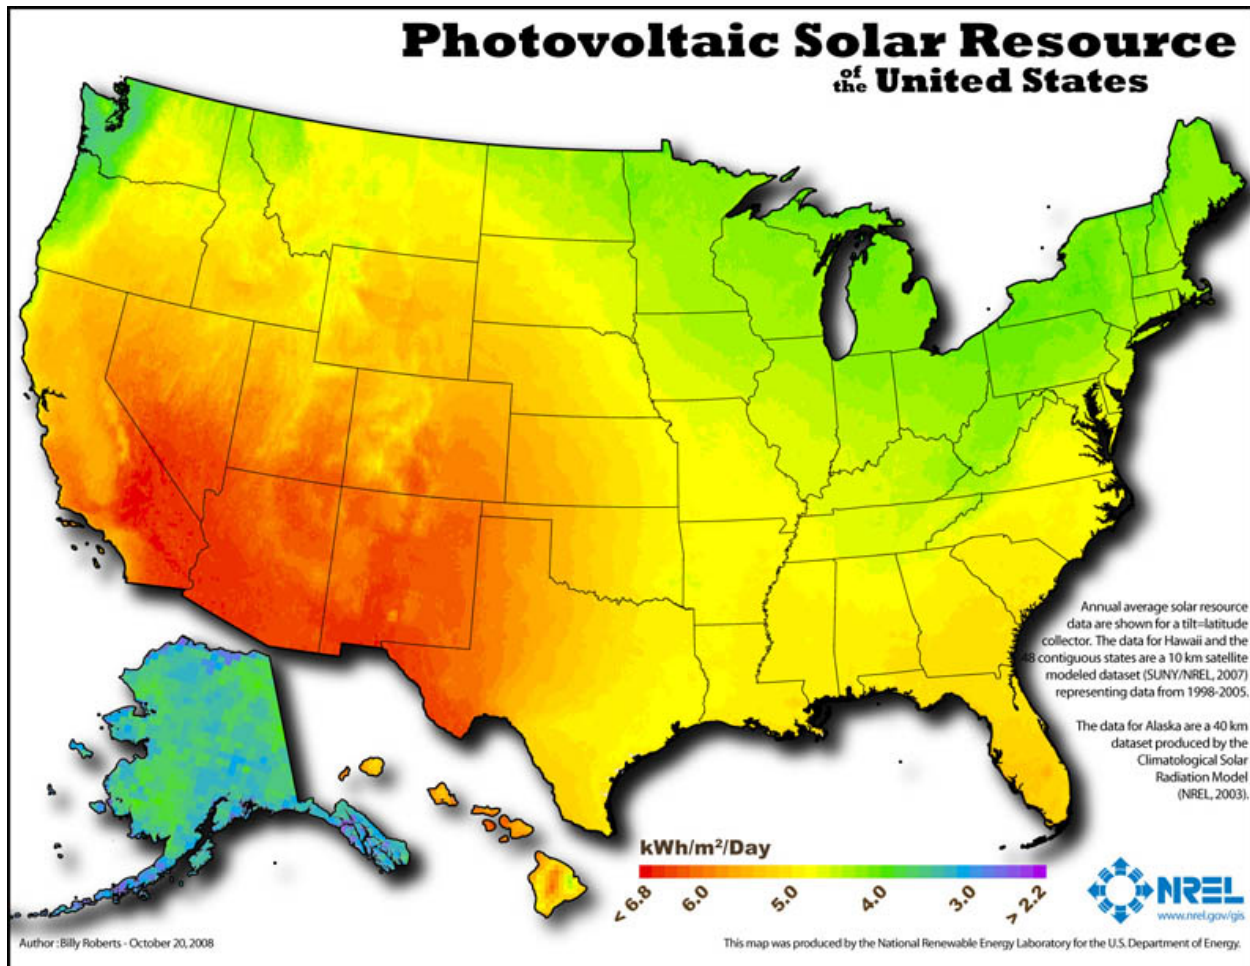 Photovoltaic Solar Resource
of the United States
Annual average solar resource
data are shown for a tilt=latitude
collector. The data for Hawaii and the
48 contiguous states are a 10 km satellite
modeled dataset (SUNY/NREL, 2007)
representing data from 1998-2005.
The data for Alaska are a 40 km
dataset produced by the
Climatological Solar
Radiation Model
(NREL, 2003).
kWh/m²/Day
< 6.8 6.0 5.0 4.0 3.0 > 2.2
NREL
www.nrel.gov/gis
Author : Billy Roberts - October 20, 2008
This map was produced by the National Renewable Energy Laboratory for the U.S. Department of Energy.